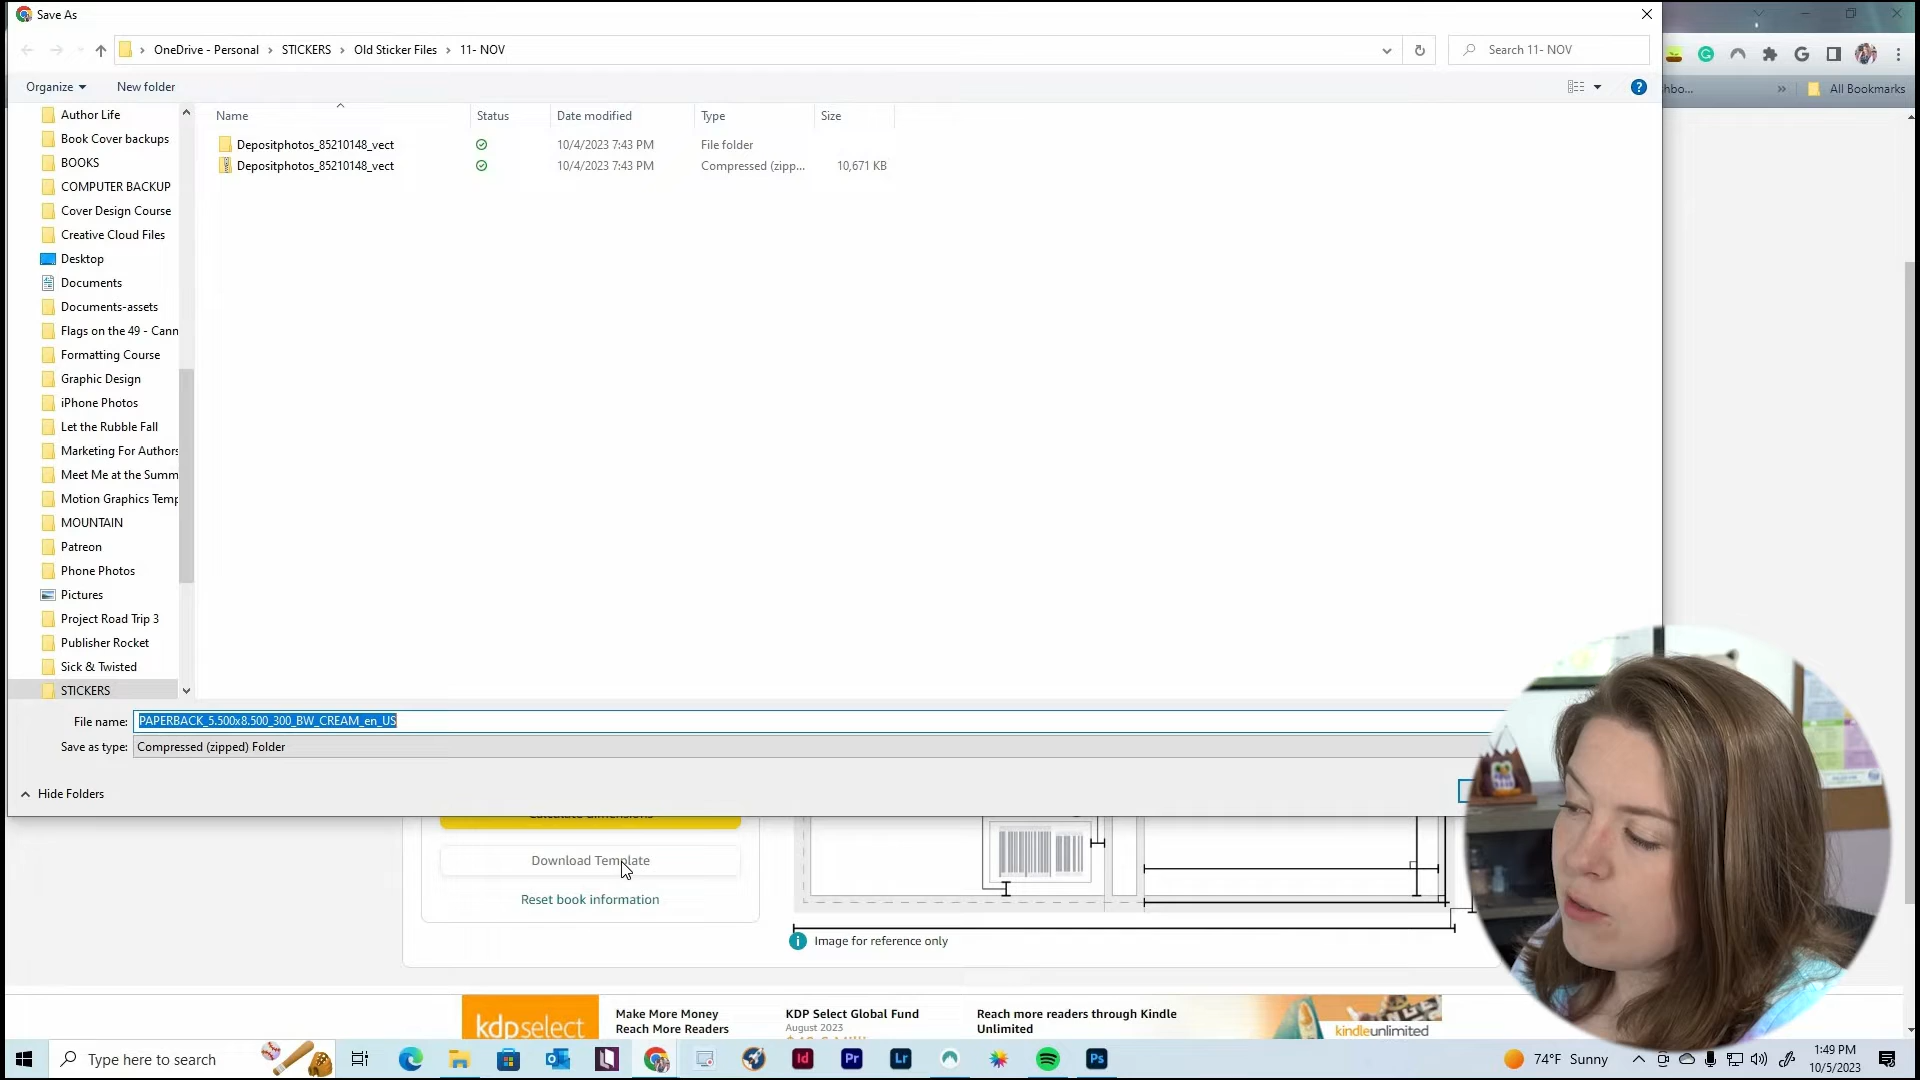 Save As
OneDrive - Personal
STICKERS
Old Sticker Files
11- NOV
Search 11- NOV
Organize
New folder
hbo...
All Bookmarks
Name
Status
Date modified
Type
Size
Depositphotos_85210148_vect
10/4/2023 7:43 PM
File folder
Depositphotos_85210148_vect
10/4/2023 7:43 PM
Compressed (zipp...
10,671 KB
Author Life
Book Cover backups
BOOKS
COMPUTER BACKUP
Cover Design Course
Creative Cloud Files
Desktop
Documents
Documents-assets
Flags on the 49 - Cann
Formatting Course
Graphic Design
iPhone Photos
Let the Rubble Fall
Marketing For Authors
Meet Me at the Summ
Motion Graphics Temp
MOUNTAIN
Patreon
Phone Photos
Pictures
Project Road Trip 3
Publisher Rocket
Sick & Twisted
STICKERS
File name:
PAPERBACK_5.500x8.500_300_BW_CREAM_en_US
Save as type:
Compressed (zipped) Folder
Hide Folders
Calculate dimensions
Download Template
Reset book information
Image for reference only
kdpselect
Make More Money
Reach More Readers
KDP Select Global Fund
August 2023
Reach more readers through Kindle
Unlimited
kindleunlimited
Type here to search
Id
Pr
Lr
Ps
74°F Sunny
1:49 PM
10/5/2023